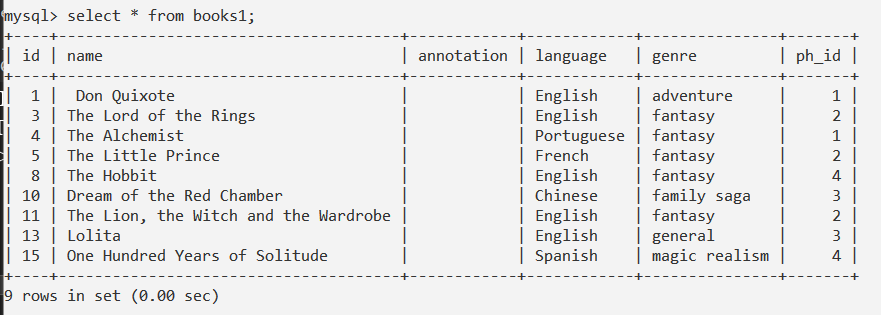 mysql> select * from books1;
+----+--------------------------------------+------------+------------+---------------+-------+
| id | name                                 | annotation | language   | genre         | ph_id |
+----+--------------------------------------+------------+------------+---------------+-------+
|  1 |  Don Quixote                         |            | English    | adventure     |     1 |
|  3 | The Lord of the Rings                |            | English    | fantasy       |     2 |
|  4 | The Alchemist                        |            | Portuguese | fantasy       |     1 |
|  5 | The Little Prince                    |            | French     | fantasy       |     2 |
|  8 | The Hobbit                           |            | English    | fantasy       |     4 |
| 10 | Dream of the Red Chamber             |            | Chinese    | family saga   |     3 |
| 11 | The Lion, the Witch and the Wardrobe |            | English    | fantasy       |     2 |
| 13 | Lolita                               |            | English    | general       |     3 |
| 15 | One Hundred Years of Solitude        |            | Spanish    | magic realism |     4 |
+----+--------------------------------------+------------+------------+---------------+-------+
9 rows in set (0.00 sec)